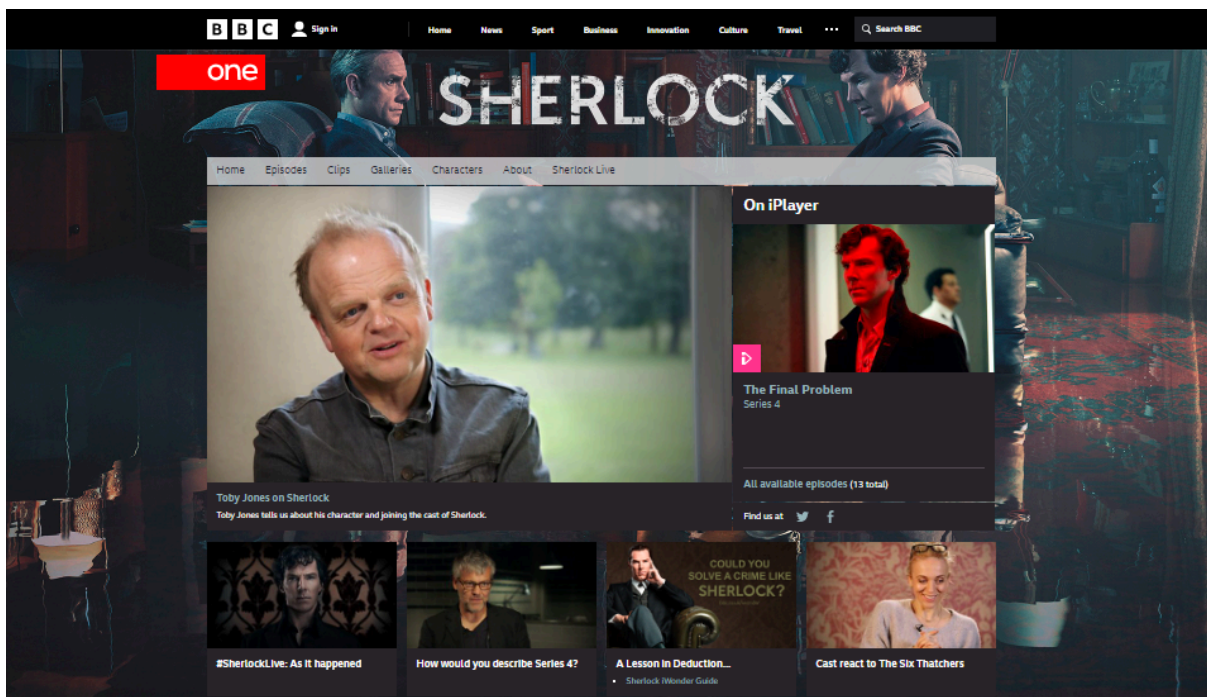 BBC
Sign in
Home
News
Sport
Business
Innovation
Culture
Travel
Search BBC
one
SHERLOCK
Home
Episodes
Clips
Galleries
Characters
About
Sherlock Live
On iPlayer
The Final Problem
Series 4
All available episodes (13 total)
Find us at
Toby Jones on Sherlock
Toby Jones tells us about his character and joining the cast of Sherlock.
#SherlockLive: As it happened
How would you describe Series 4?
COULD YOU
SOLVE A CRIME LIKE
SHERLOCK?
A Lesson in Deduction...
Sherlock iWonder Guide
Cast react to The Six Thatchers